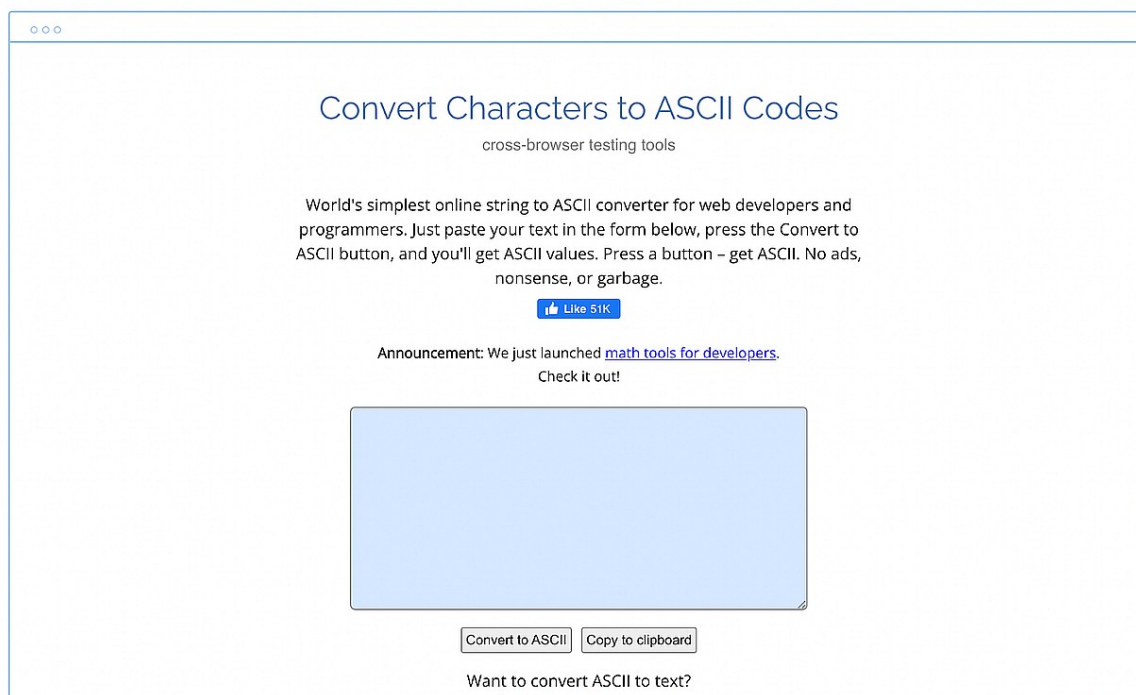 Convert Characters to ASCII Codes
cross-browser testing tools
World's simplest online string to ASCII converter for web developers and
programmers. Just paste your text in the form below, press the Convert to
ASCII button, and you'll get ASCII values. Press a button – get ASCII. No ads,
nonsense, or garbage.
Like 51K
Announcement: We just launched math tools for developers.
Check it out!
Convert to ASCII Copy to clipboard
Want to convert ASCII to text?